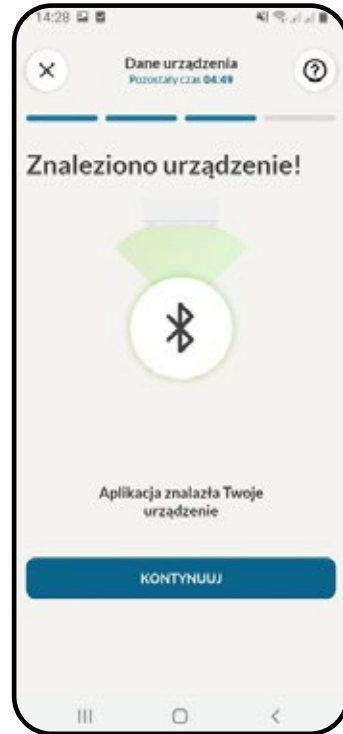 14:28
Dane urządzenia
Pozostały czas 04:49
Znaleziono urządzenie!
Aplikacja znalazła Twoje
urządzenie
KONTYNUUJ